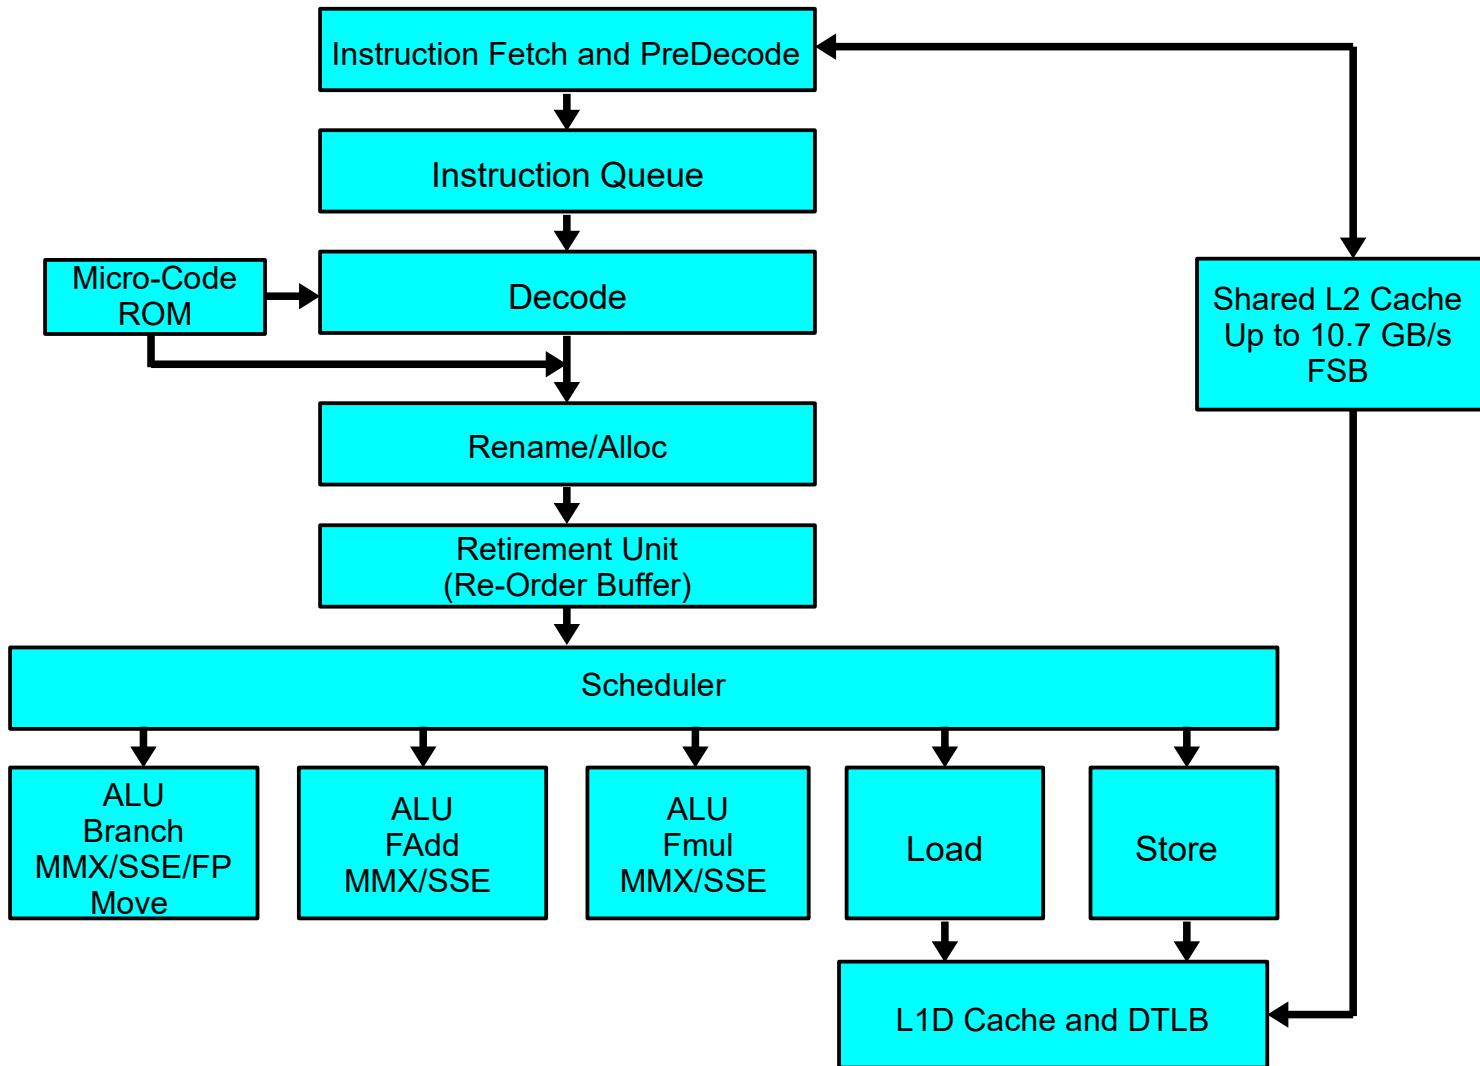 Instruction Fetch and PreDecode
Instruction Queue
Micro-Code
ROM
Decode
Shared L2 Cache
Up to 10.7 GB/s
FSB
Rename/Alloc
Retirement Unit
(Re-Order Buffer)
Scheduler
ALU
Branch
MMX/SSE/FP
Move
ALU
FAdd
MMX/SSE
ALU
Fmul
MMX/SSE
Load
Store
L1D Cache and DTLB